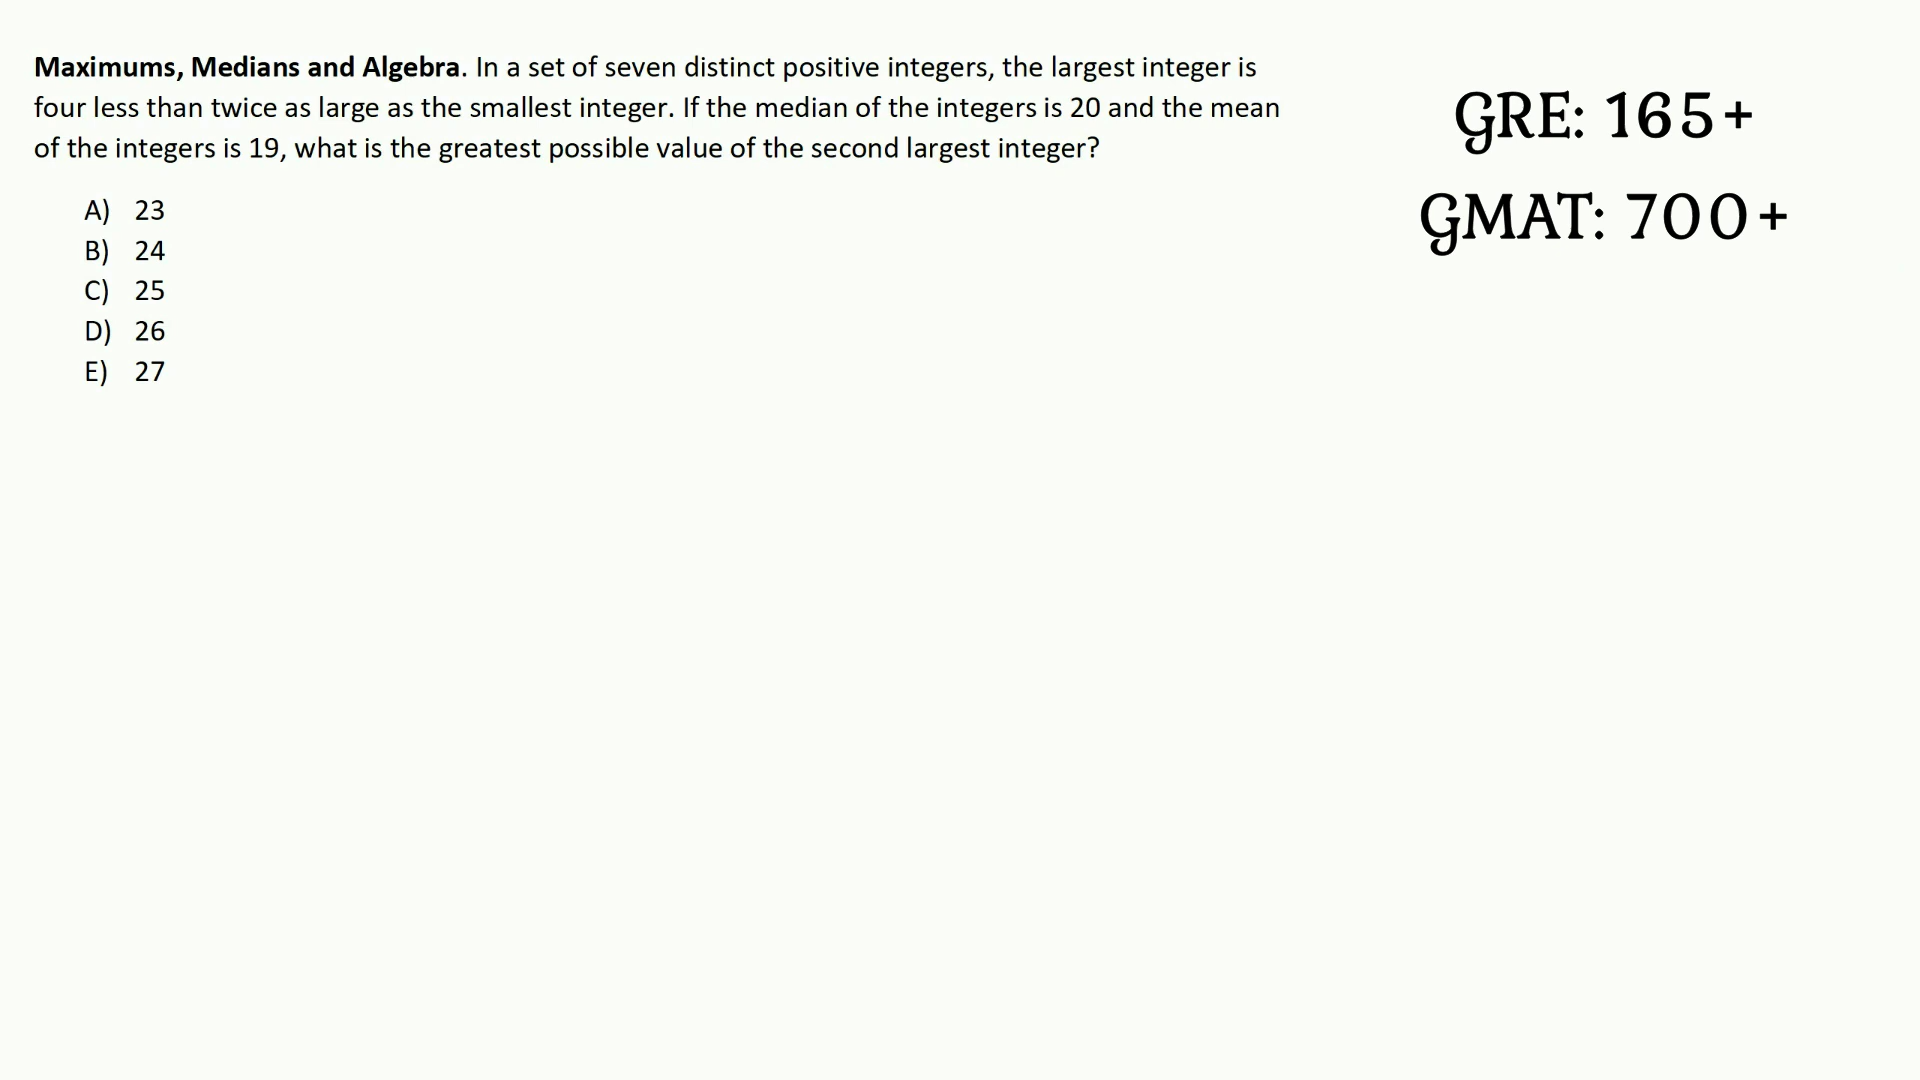 Maximums, Medians and Algebra. In a set of seven distinct positive integers, the largest integer is
four less than twice as large as the smallest integer. If the median of the integers is 20 and the mean
of the integers is 19, what is the greatest possible value of the second largest integer?
A) 23
B) 24
C) 25
D) 26
E) 27
GRE: 165+
GMAT: 700+